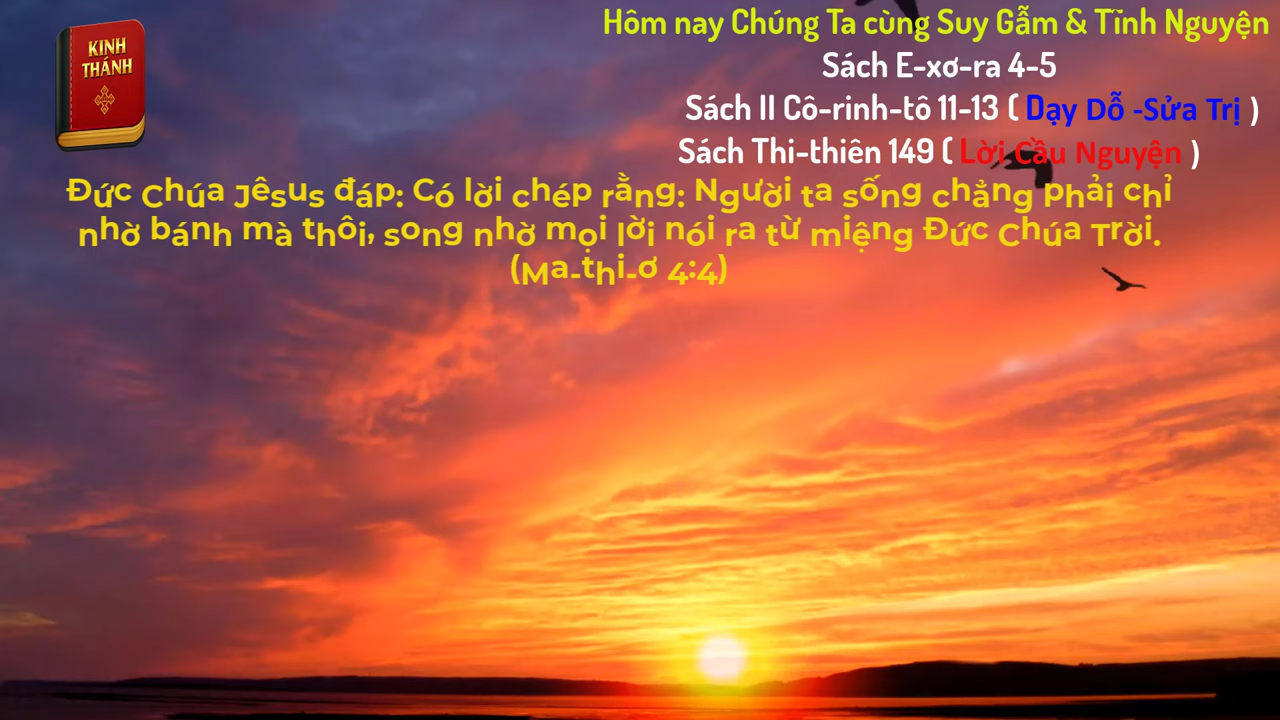 KINH
THÁNH
Hôm nay Chúng Ta cùng Suy Gẫm & Tĩnh Nguyện
Sách E-xơ-ra 4-5
Sách II Cô-rinh-tô 11-13 ( Dạy Dỗ -Sửa Trị )
Sách Thi-thiên 149 ( Lời Cầu Nguyện )
Đức Chúa Jêsus đáp: Có lời chép rằng: Người ta sống chẳng phải chỉ
nhờ bánh mà thôi, song nhờ mọi lời nói ra từ miệng Đức Chúa Trời.
(Ma-thi-ơ 4:4)